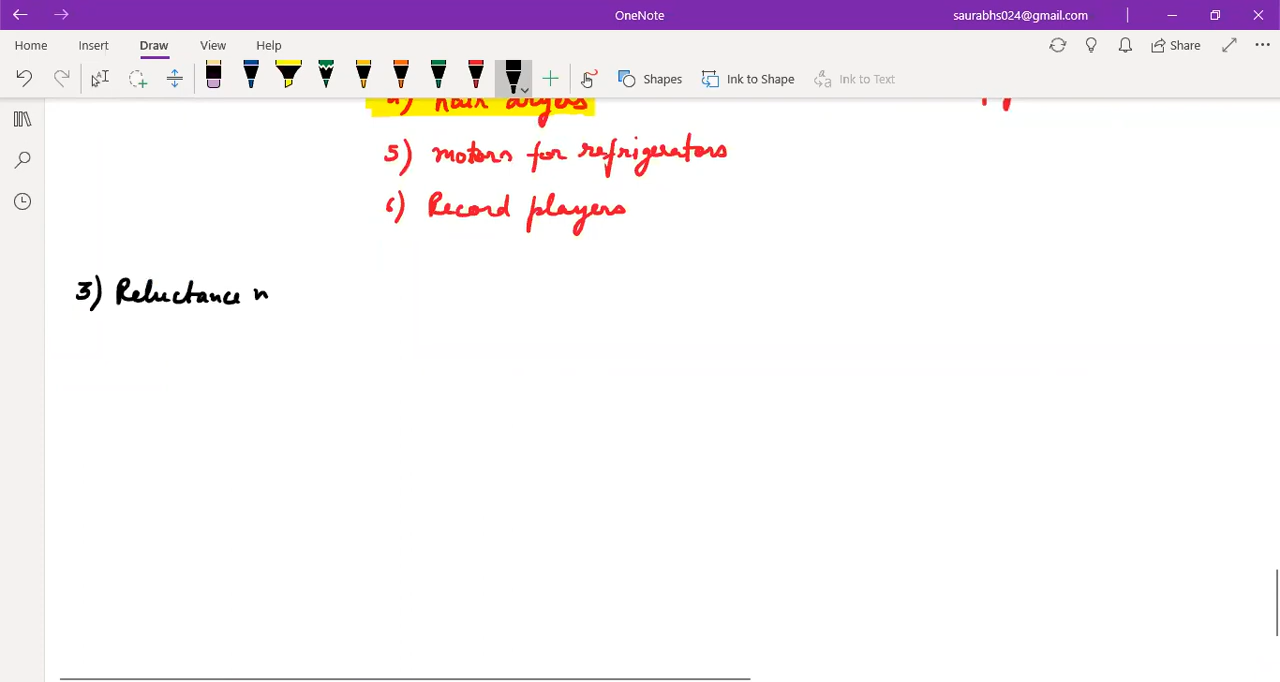 OneNote
saurabhs024@gmail.com
Home Insert Draw View Help
Share
Shapes Ink to Shape Ink to Text
4) Hair dryers
5) motors for refrigerators
6) Record players
3) Reluctance m